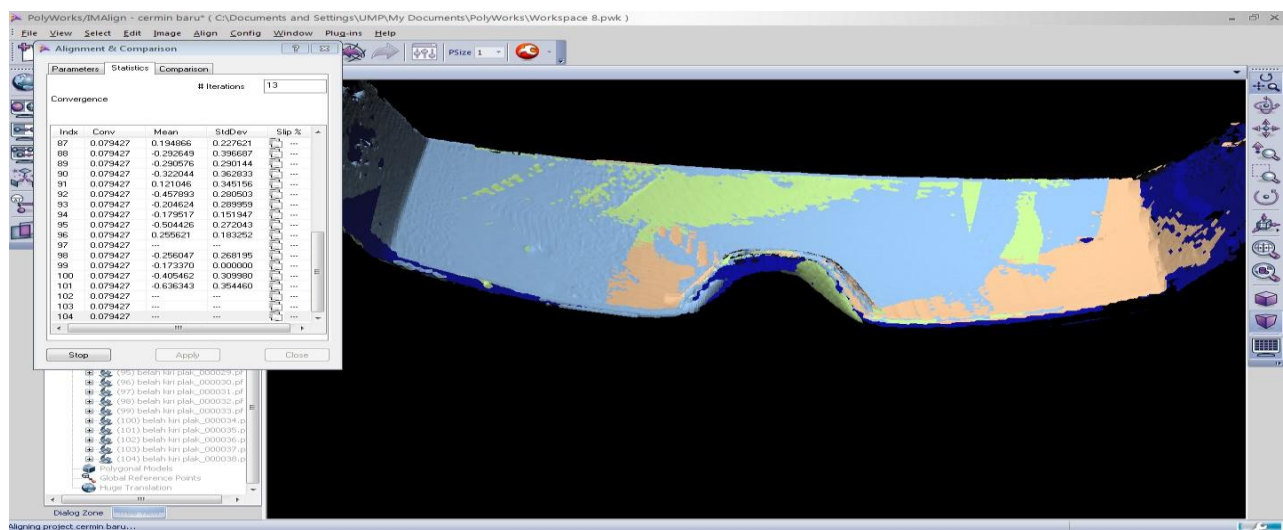 PolyWorks/IMAlign - cermin baru* ( C:\Documents and Settings\UMP\My Documents\PolyWorks\Workspace 8.pwk )
File View Select Edit Image Align Config Window Plug-ins Help
Alignment & Comparison
PSize 1
Parameters Statistics Comparison
# Iterations 13
Convergence
Indx Conv Mean StdDev Slip %
87 0.079427 0.194866 0.227621 ---
88 0.079427 -0.292649 0.396687 ---
89 0.079427 -0.290576 0.290144 ---
90 0.079427 -0.322044 0.362833 ---
91 0.079427 0.121046 0.345156 ---
92 0.079427 -0.457893 0.280503 ---
93 0.079427 -0.204624 0.289959 ---
94 0.079427 -0.179517 0.151947 ---
95 0.079427 -0.504426 0.272043 ---
96 0.079427 0.255621 0.183252 ---
97 0.079427 --- --- ---
98 0.079427 -0.256047 0.268195 ---
99 0.079427 -0.173370 0.000000 ---
100 0.079427 -0.405462 0.309980 ---
101 0.079427 -0.636343 0.354460 ---
102 0.079427 --- --- ---
103 0.079427 --- --- ---
104 0.079427 --- --- ---
Stop Apply Close
(95) belah kiri plak_000029.pf
(96) belah kiri plak_000030.pf
(97) belah kiri plak_000031.pf
(98) belah kiri plak_000032.pf
(99) belah kiri plak_000033.pf
(100) belah kiri plak_000034.p
(101) belah kiri plak_000035.p
(102) belah kiri plak_000036.p
(103) belah kiri plak_000037.p
(104) belah kiri plak_000038.p
Polygonal Models
Global Reference Points
Huge Translation
Dialog Zone
Aligning project cermin baru...